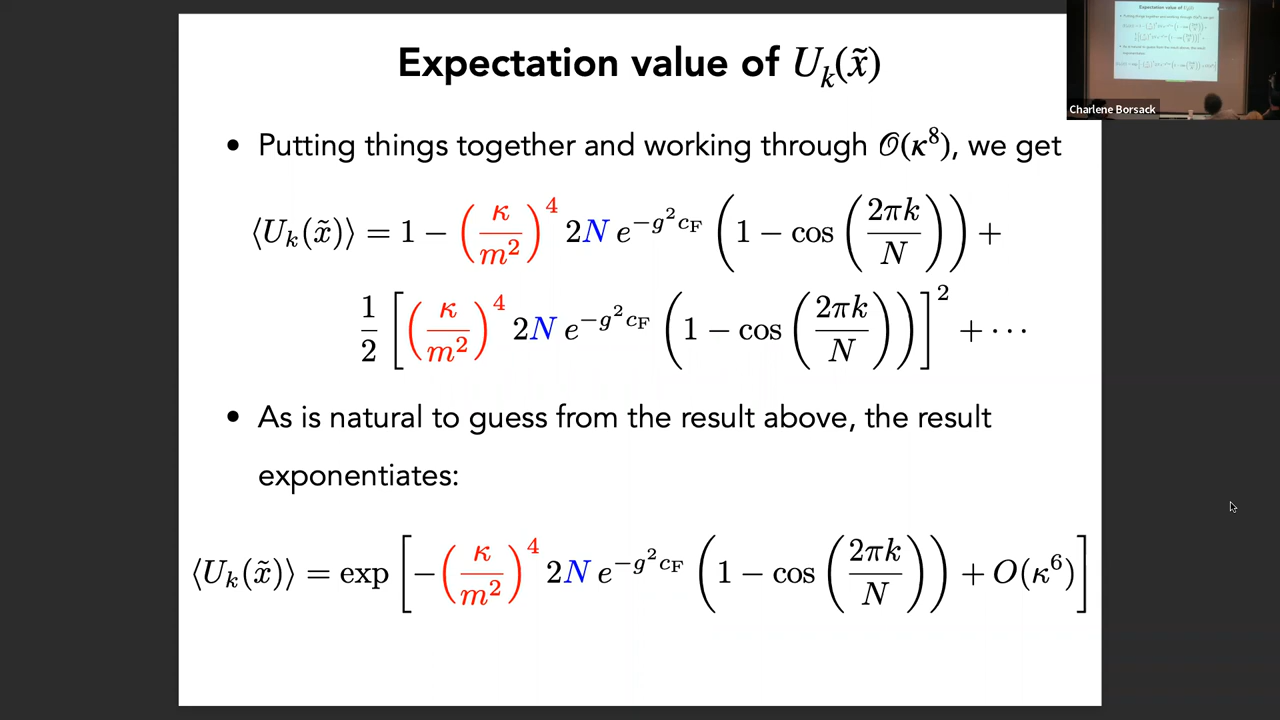 Expectation value of U_k(x̃)
Charlene Borsack
• Putting things together and working through 𝒪(κ⁸), we get
⟨U_k(x̃)⟩ = 1 − (κ/m²)⁴ 2N e^{−g²c_F} (1 − cos(2πk/N)) +
1/2 [(κ/m²)⁴ 2N e^{−g²c_F} (1 − cos(2πk/N))]² + ⋯
• As is natural to guess from the result above, the result
exponentiates:
⟨U_k(x̃)⟩ = exp [−(κ/m²)⁴ 2N e^{−g²c_F} (1 − cos(2πk/N)) + O(κ⁶)]